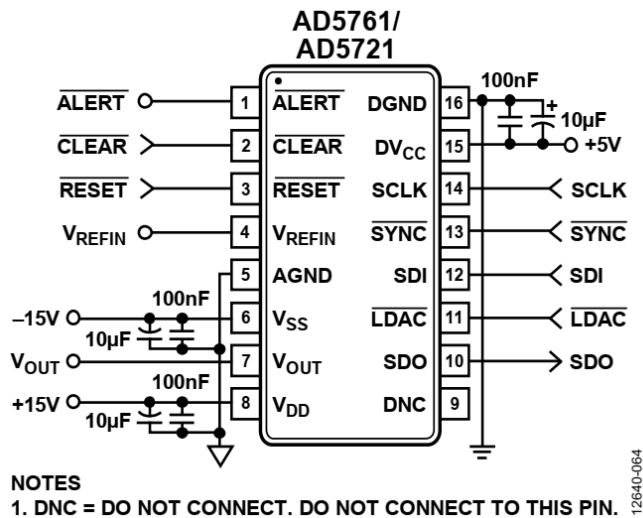 AD5761/
AD5721
100nF
+
10µF
ALERT 1 ALERT DGND 16
CLEAR 2 CLEAR DVCC 15 +5V
RESET 3 RESET SCLK 14 SCLK
VREFIN 4 VREFIN SYNC 13 SYNC
5 AGND SDI 12 SDI
100nF
–15V 10µF 6 VSS LDAC 11 LDAC
VOUT 7 VOUT SDO 10 SDO
100nF
+15V 10µF 8 VDD DNC 9
NOTES
1. DNC = DO NOT CONNECT. DO NOT CONNECT TO THIS PIN.
12640-064